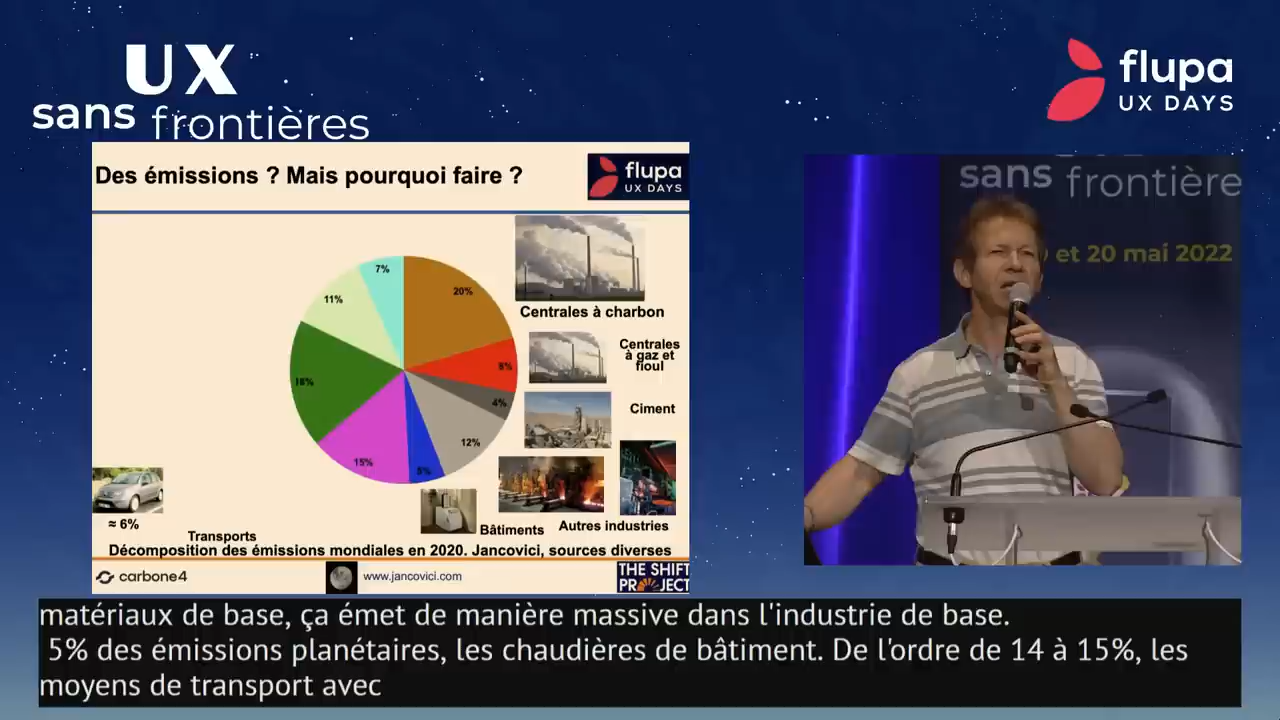 UX
sans frontières
flupa
UX DAYS
Des émissions ? Mais pourquoi faire ?
flupa
UX DAYS
7%
20%
11%
8%
18%
4%
12%
15%
5%
Centrales à charbon
Centrales
à gaz et
fioul
Ciment
Autres industries
Bâtiments
≈ 6%
Transports
Décomposition des émissions mondiales en 2020. Jancovici, sources diverses
carbone4
www.jancovici.com
THE SHIFT
PROJECT
sans frontière
et 20 mai 2022
matériaux de base, ça émet de manière massive dans l'industrie de base.
5% des émissions planétaires, les chaudières de bâtiment. De l'ordre de 14 à 15%, les
moyens de transport avec